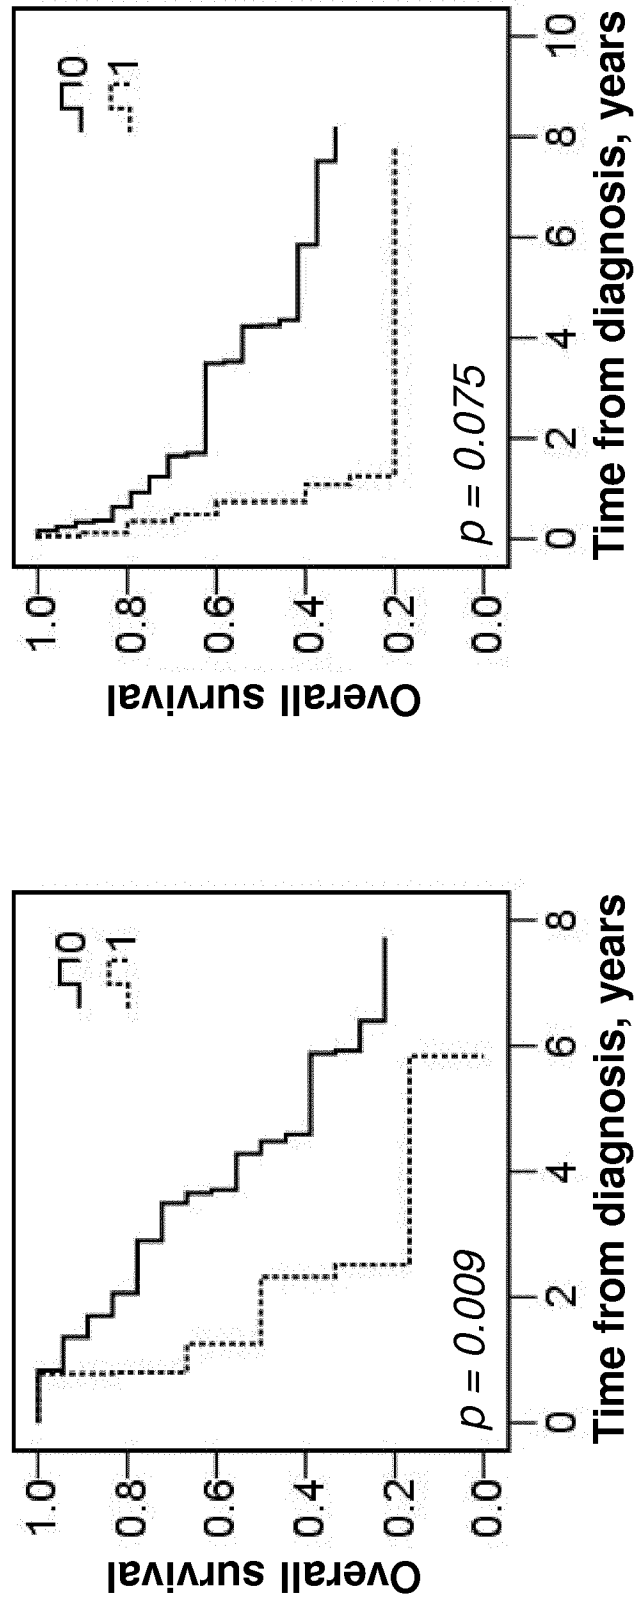 Overall survival
1.0
0.8
0.6
0.4
0.2
0.0
0
1
p = 0.009
0 2 4 6 8
Time from diagnosis, years
Overall survival
1.0
0.8
0.6
0.4
0.2
0.0
0
1
p = 0.075
0 2 4 6 8 10
Time from diagnosis, years